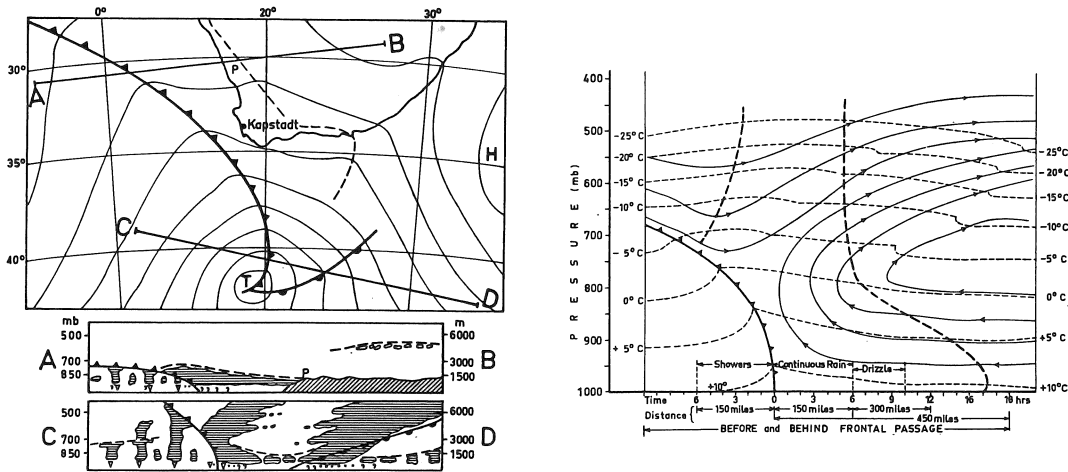 0° 20° 30°
30°
35°
40°
A B
P
Kapstadt
H
C
T
D
mb m
500 6000
700 3000
850 1500
A B
P
500 6000
700 3000
850 1500
C D
PRESSURE (mb)
400
500
600
700
800
900
1000
-25°C
-20°C
-15°C
-10°C
-5°C
0°C
+5°C
+10°
-25°C
-20°C
-15°C
-10°C
-5°C
0°C
+5°C
+10°C
Showers Continuous Rain Drizzle
Time 6 3 0 3 6 9 12 16 hrs
Distance 150 miles 150 miles 300 miles
450 miles
BEFORE and BEHIND FRONTAL PASSAGE